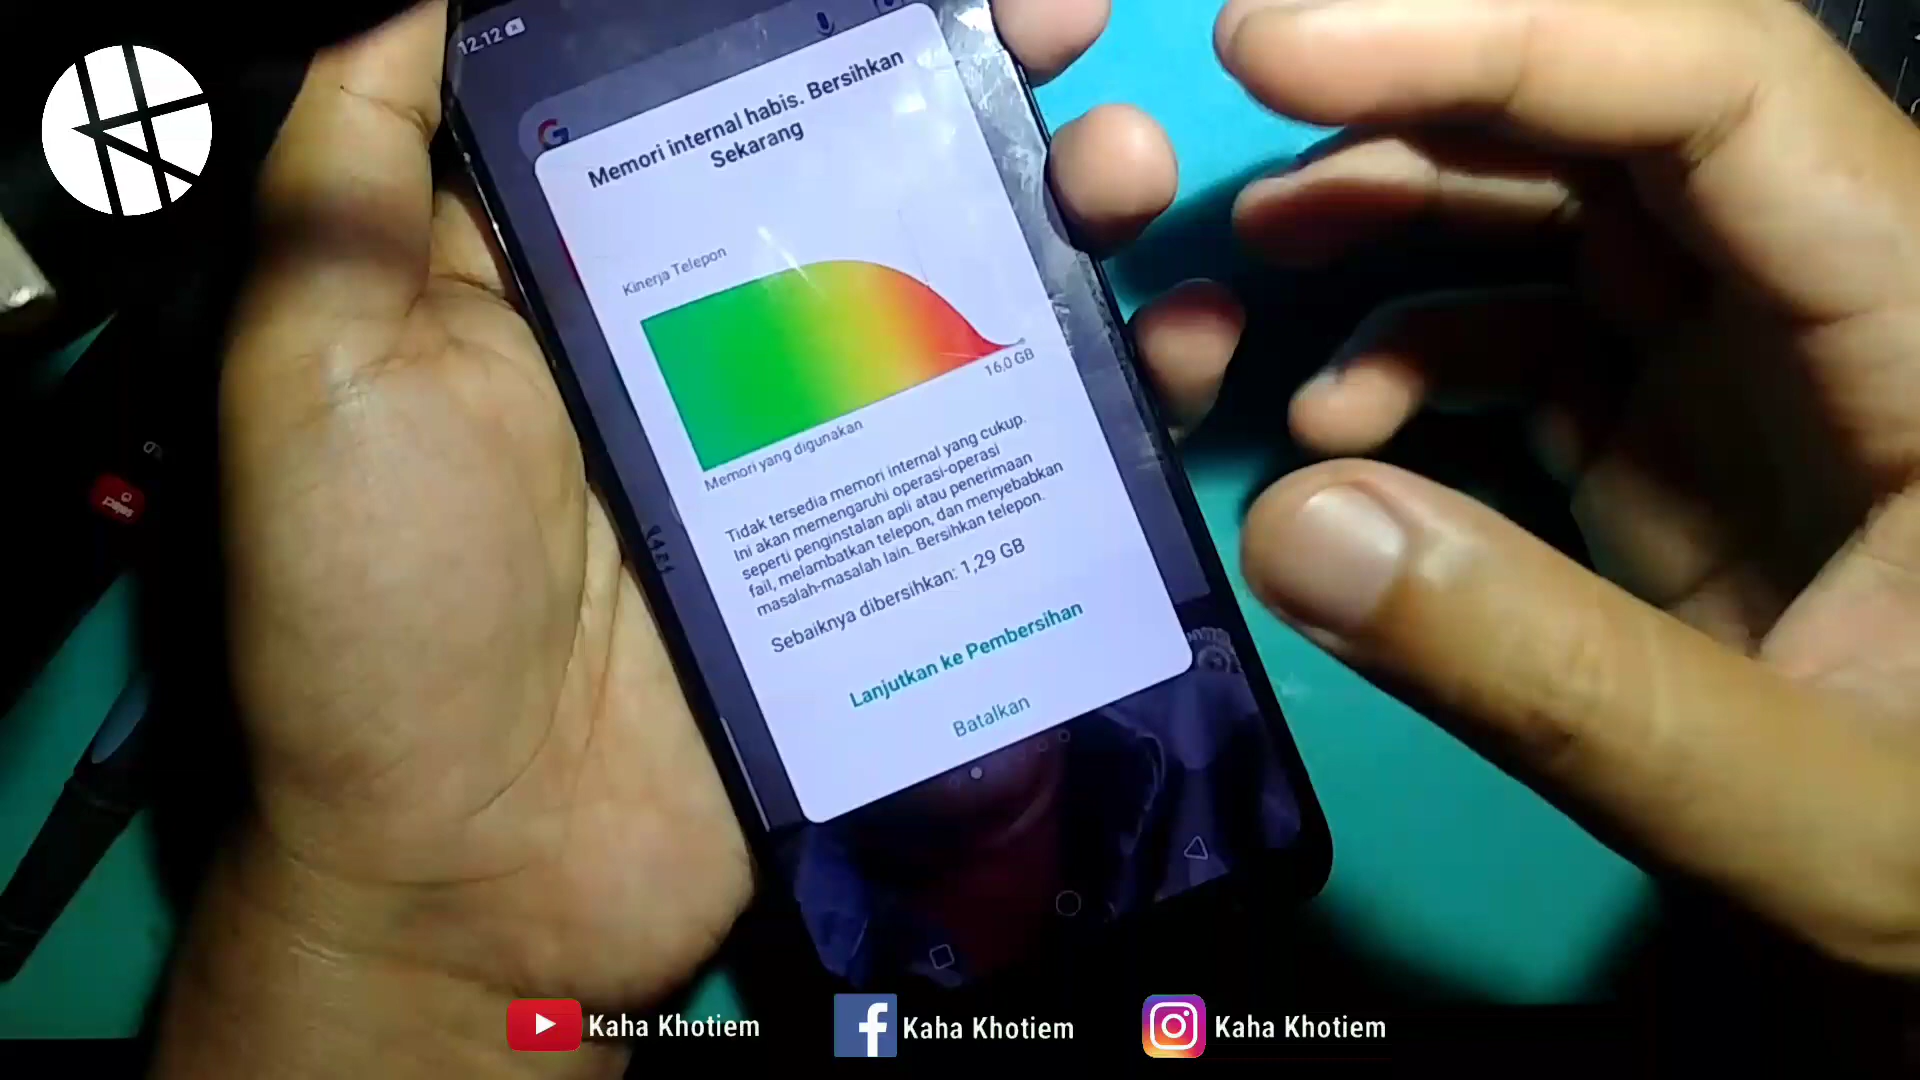 12.12
Memori internal habis. Bersihkan
Sekarang
Kinerja Telepon
16,0 GB
Memori yang digunakan
Tidak tersedia memori internal yang cukup.
Ini akan memengaruhi operasi-operasi
seperti penginstalan apli atau penerimaan
fail, melambatkan telepon, dan menyebabkan
masalah-masalah lain. Bersihkan telepon.
Sebaiknya dibersihkan: 1,29 GB
Lanjutkan ke Pembersihan
Batalkan
select
Kaha Khotiem
Kaha Khotiem
Kaha Khotiem